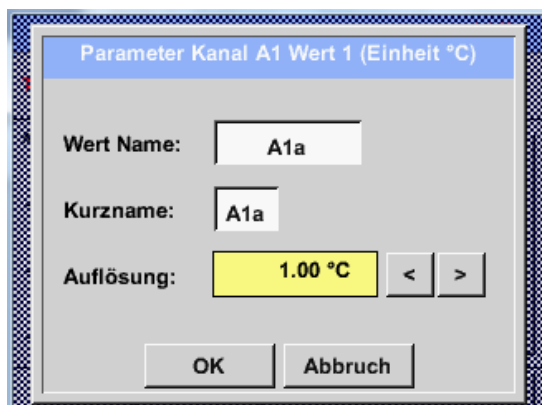 Parameter Kanal A1 Wert 1 (Einheit °C)
Wert Name: A1a
Kurzname: A1a
Auflösung: 1.00 °C < >
OK Abbruch